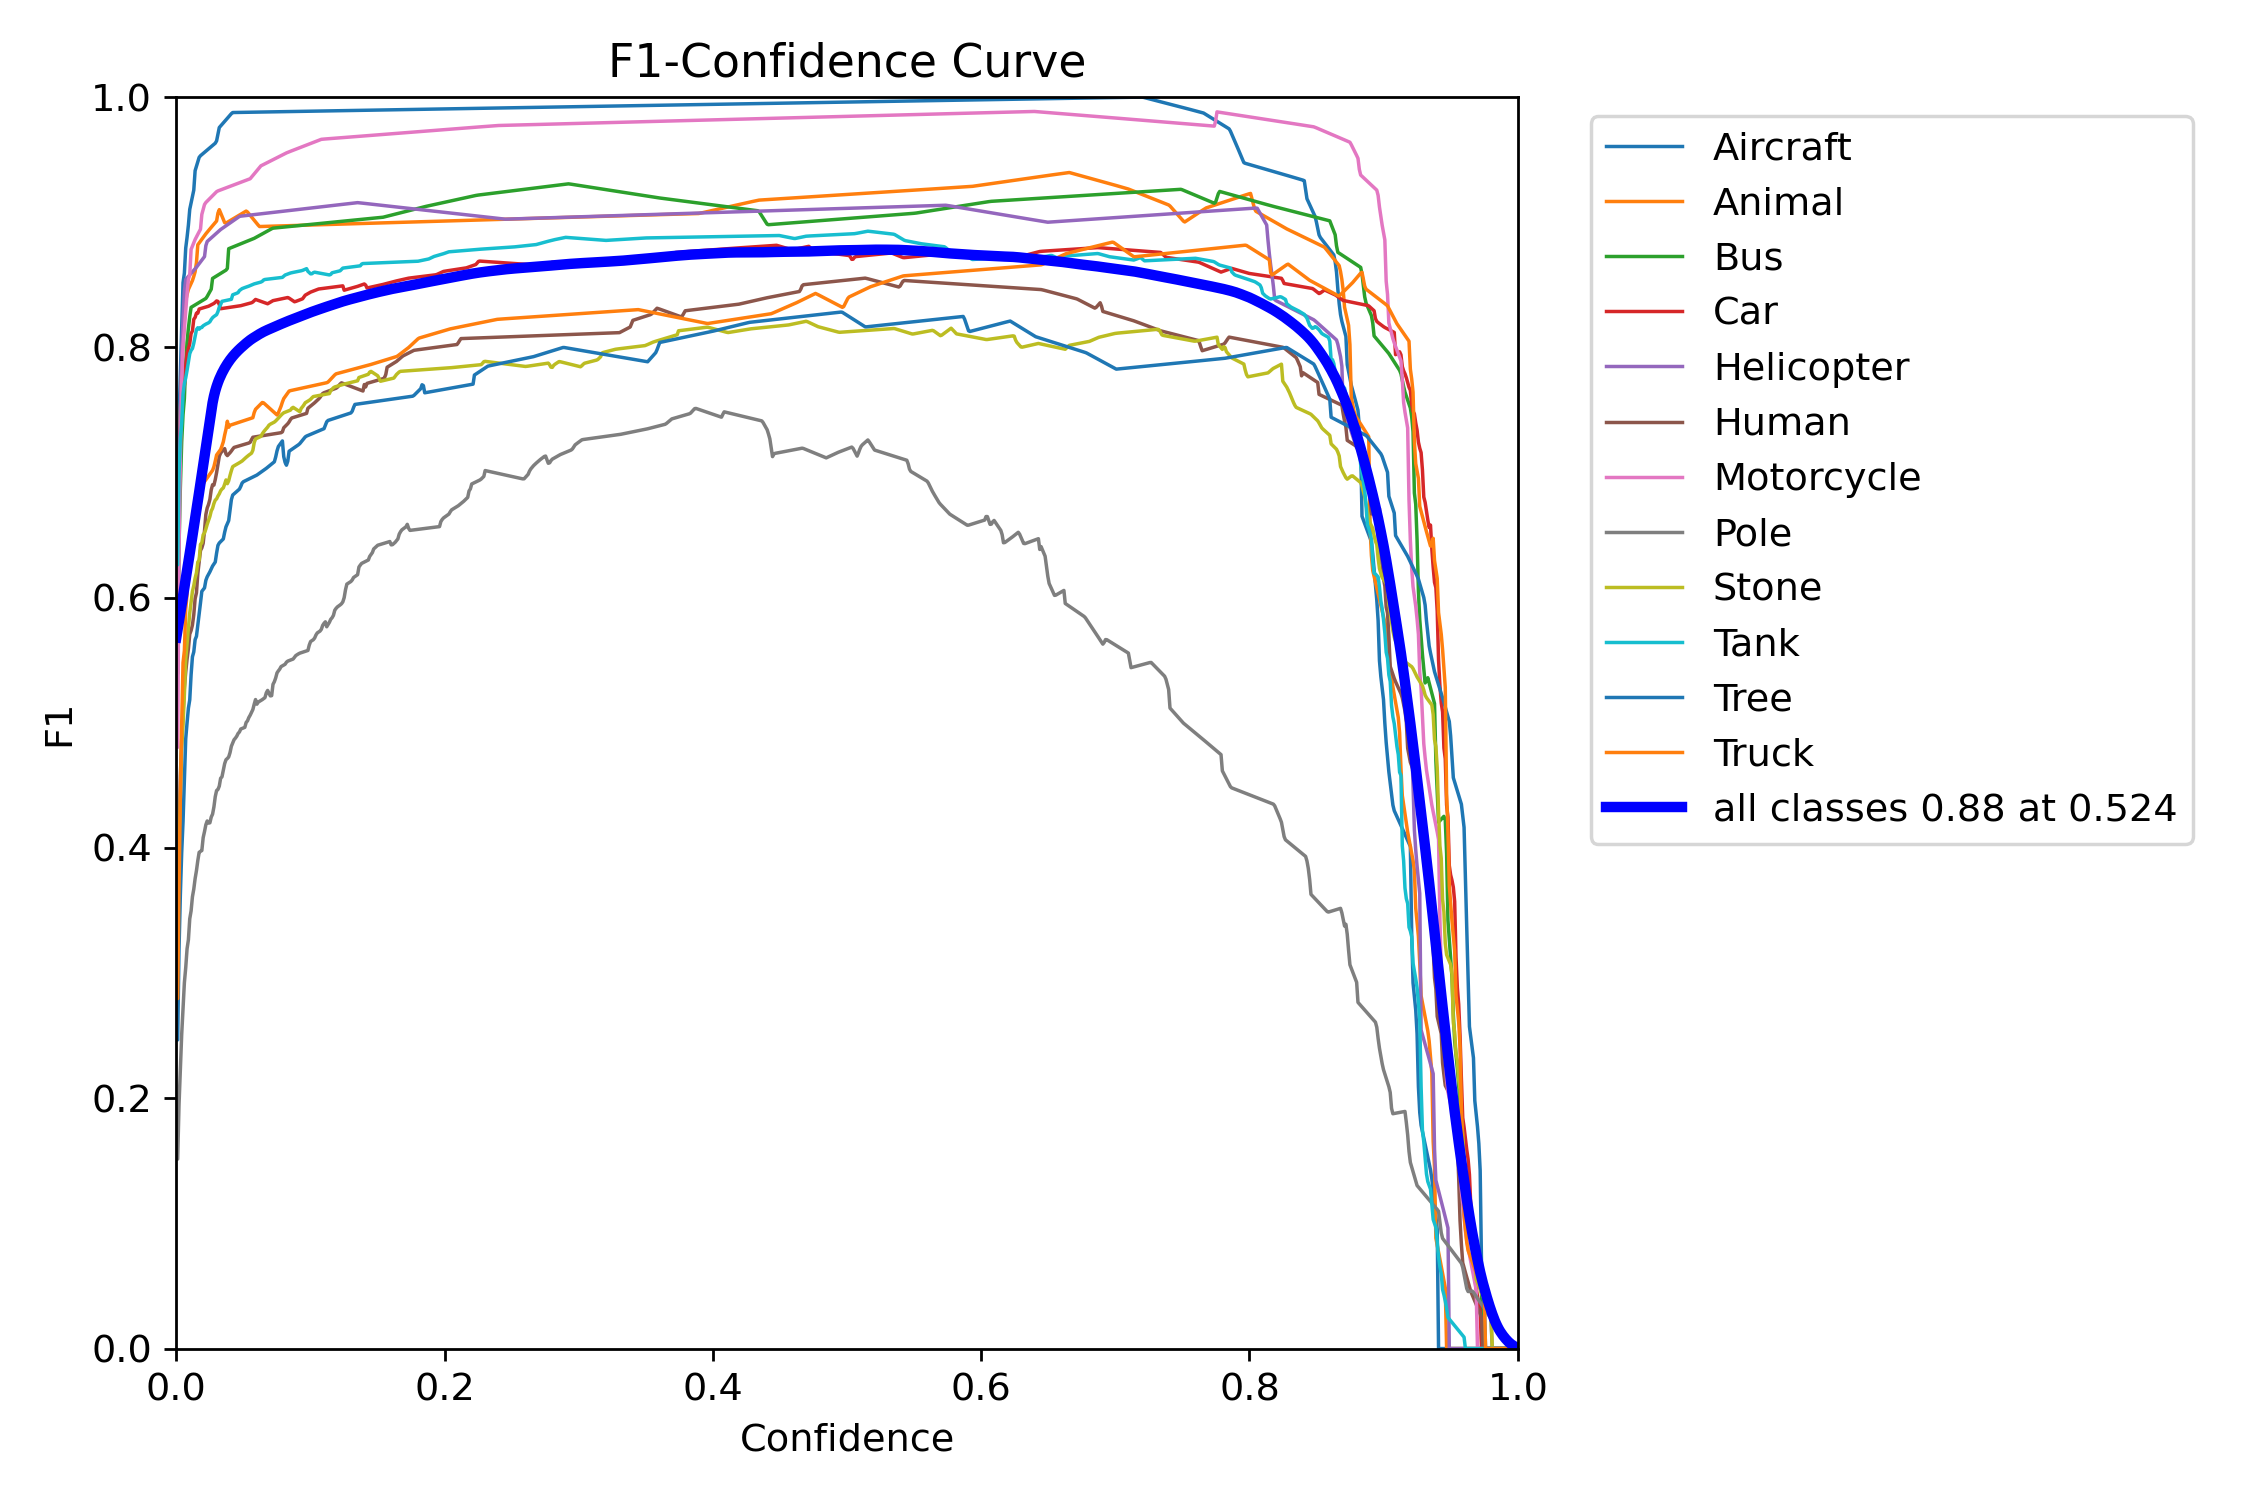 F1-Confidence Curve
1.0
0.8
0.6
0.4
0.2
0.0
F1
0.0 0.2 0.4 0.6 0.8 1.0
Confidence
Aircraft
Animal
Bus
Car
Helicopter
Human
Motorcycle
Pole
Stone
Tank
Tree
Truck
all classes 0.88 at 0.524